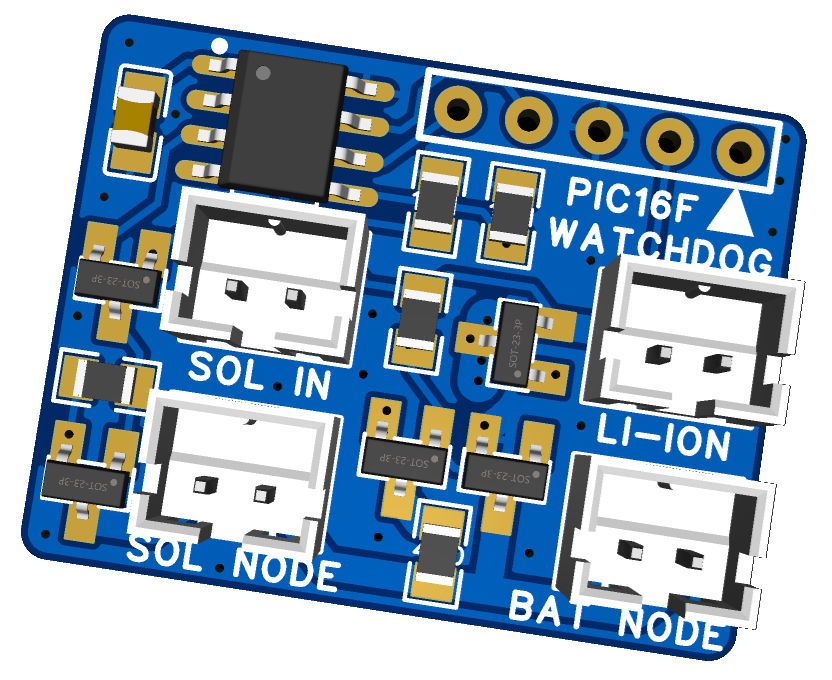 PIC16F
WATCHDOG
SOT-23-3P
SOT-23-3P
SOL IN
LI-ION
SOT-23-3P
SOT-23-3P
SOT-23-3P
SOL NODE
BAT NODE